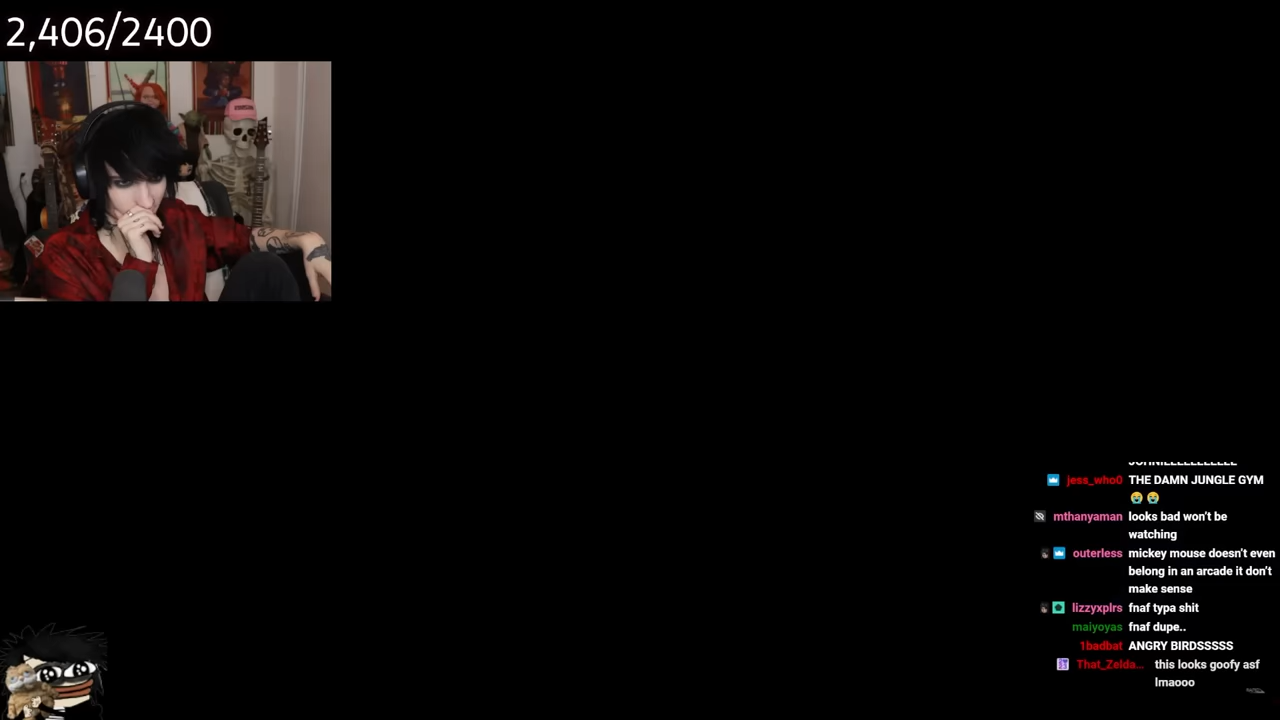 2,406/2400
jess_who0 THE DAMN JUNGLE GYM
😭 😭
mthanyaman looks bad won't be
watching
outerless mickey mouse doesn't even
belong in an arcade it don't
make sense
lizzyxplrs fnaf typa shit
maiyoyas fnaf dupe..
1badbat ANGRY BIRDSSSSS
That_Zelda... this looks goofy asf
lmaooo